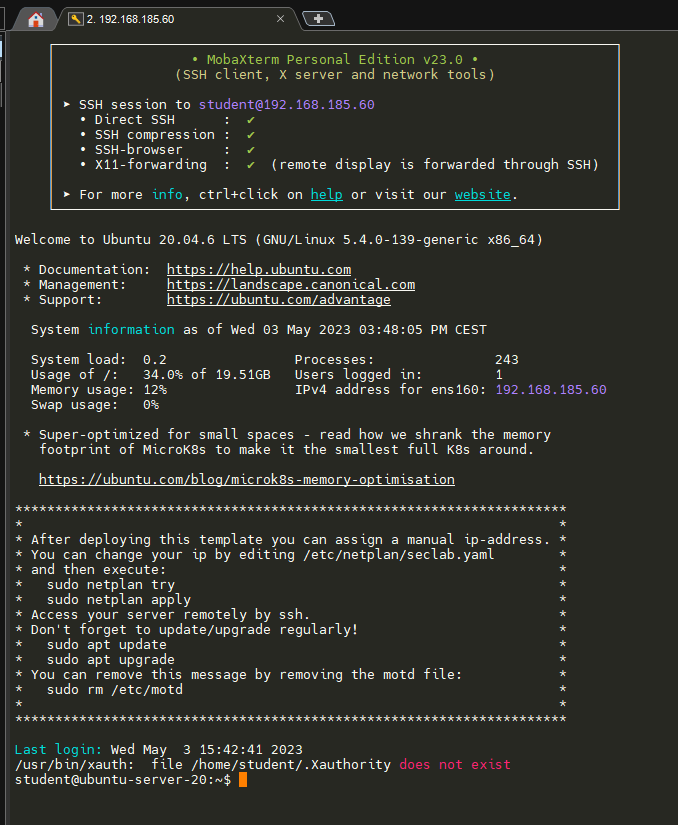 2. 192.168.185.60
• MobaXterm Personal Edition v23.0 •
(SSH client, X server and network tools)
➤ SSH session to student@192.168.185.60
• Direct SSH : ✔
• SSH compression : ✔
• SSH-browser : ✔
• X11-forwarding : ✔ (remote display is forwarded through SSH)
➤ For more info, ctrl+click on help or visit our website.
Welcome to Ubuntu 20.04.6 LTS (GNU/Linux 5.4.0-139-generic x86_64)
* Documentation: https://help.ubuntu.com
* Management: https://landscape.canonical.com
* Support: https://ubuntu.com/advantage
System information as of Wed 03 May 2023 03:48:05 PM CEST
System load: 0.2 Processes: 243
Usage of /: 34.0% of 19.51GB Users logged in: 1
Memory usage: 12% IPv4 address for ens160: 192.168.185.60
Swap usage: 0%
* Super-optimized for small spaces - read how we shrank the memory
footprint of MicroK8s to make it the smallest full K8s around.
https://ubuntu.com/blog/microk8s-memory-optimisation
*********************************************************************
* *
* After deploying this template you can assign a manual ip-address. *
* You can change your ip by editing /etc/netplan/seclab.yaml *
* and then execute: *
* sudo netplan try *
* sudo netplan apply *
* Access your server remotely by ssh. *
* Don't forget to update/upgrade regularly! *
* sudo apt update *
* sudo apt upgrade *
* You can remove this message by removing the motd file: *
* sudo rm /etc/motd *
* *
*********************************************************************
Last login: Wed May 3 15:42:41 2023
/usr/bin/xauth: file /home/student/.Xauthority does not exist
student@ubuntu-server-20:~$